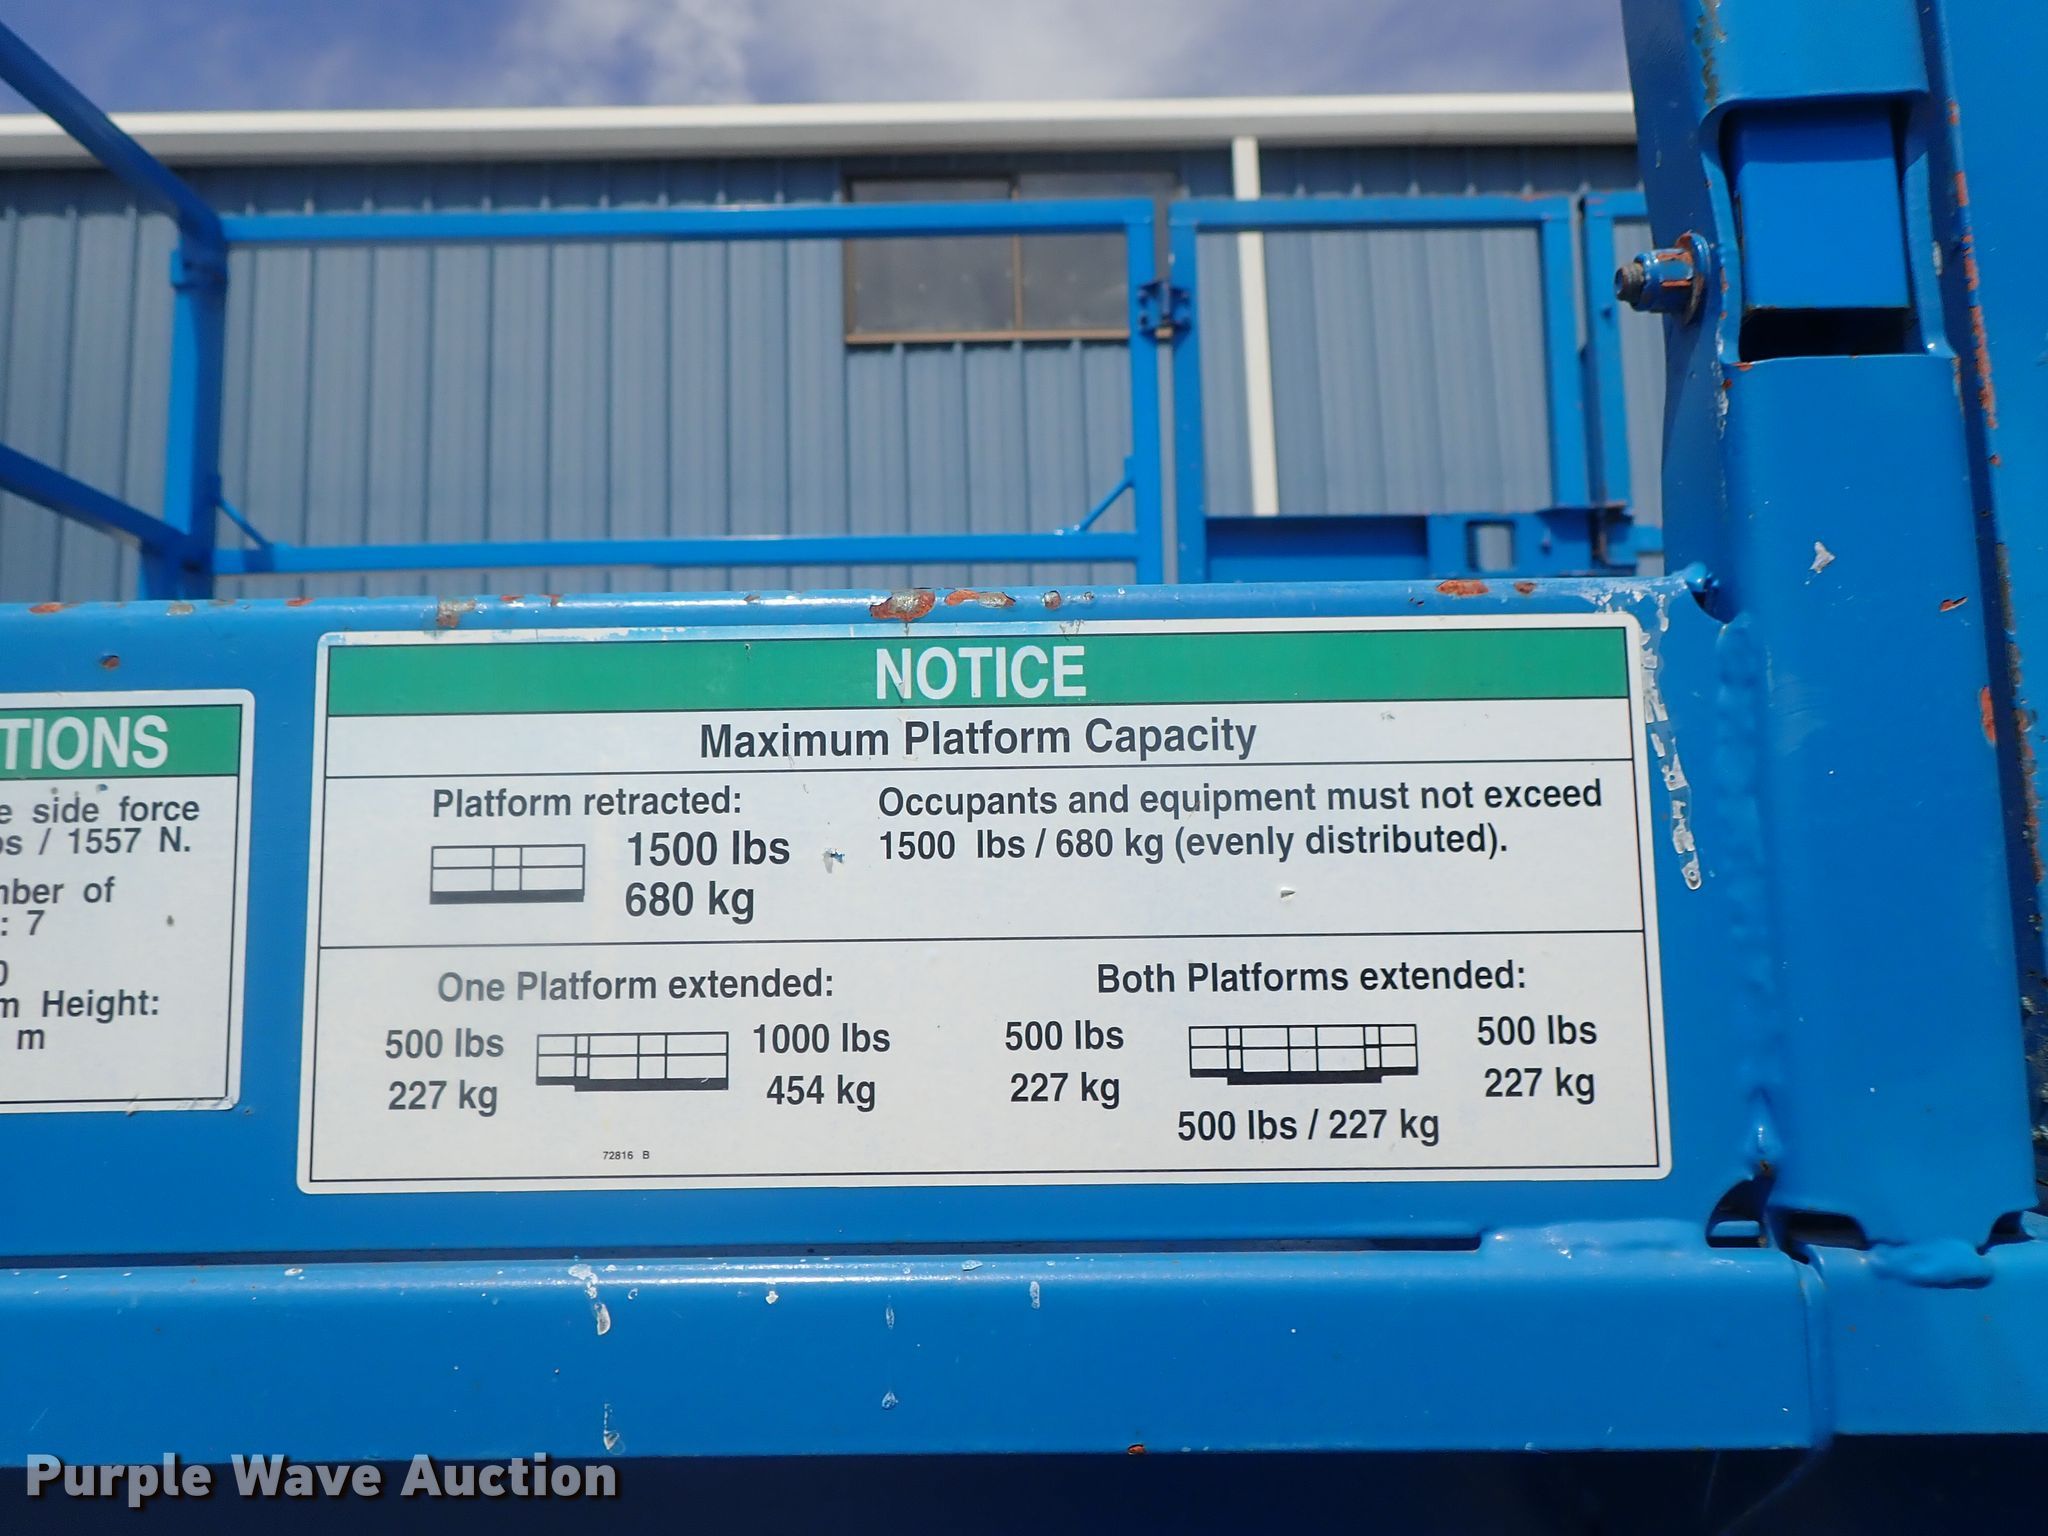 TIONS
side force
/ 1557 N.
of
: 7
Height:
m
NOTICE
Maximum Platform Capacity
Platform retracted:
1500 lbs
680 kg
Occupants and equipment must not exceed
1500 lbs / 680 kg (evenly distributed).
One Platform extended:
500 lbs
227 kg
1000 lbs
454 kg
Both Platforms extended:
500 lbs
227 kg
500 lbs
227 kg
500 lbs / 227 kg
72816 B
Purple Wave Auction